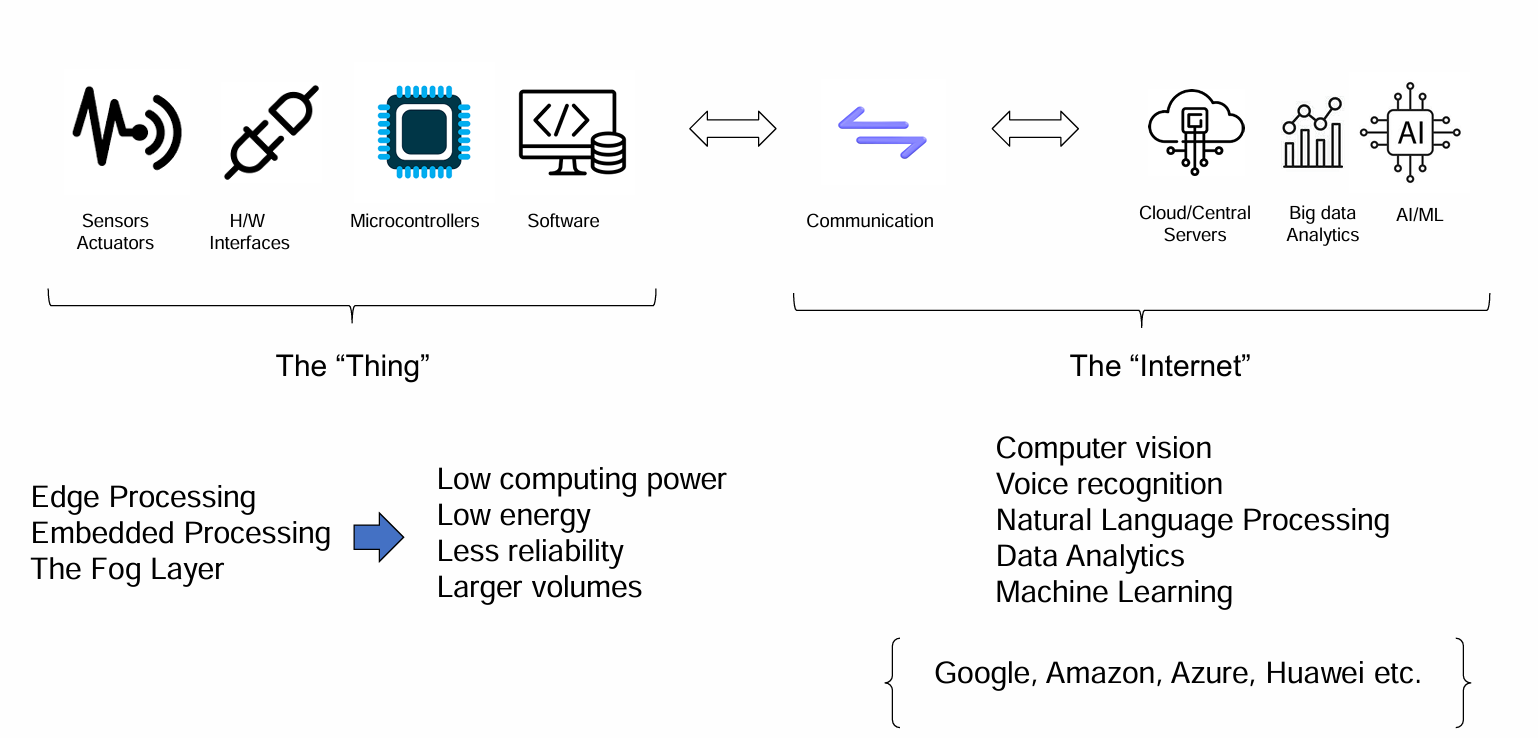 Sensors
Actuators
H/W
Interfaces
Microcontrollers
Software
</>
Communication
Cloud/Central
Servers
Big data
Analytics
AI
AI/ML
The “Thing”
The “Internet”
Edge Processing
Embedded Processing
The Fog Layer
Low computing power
Low energy
Less reliability
Larger volumes
Computer vision
Voice recognition
Natural Language Processing
Data Analytics
Machine Learning
Google, Amazon, Azure, Huawei etc.